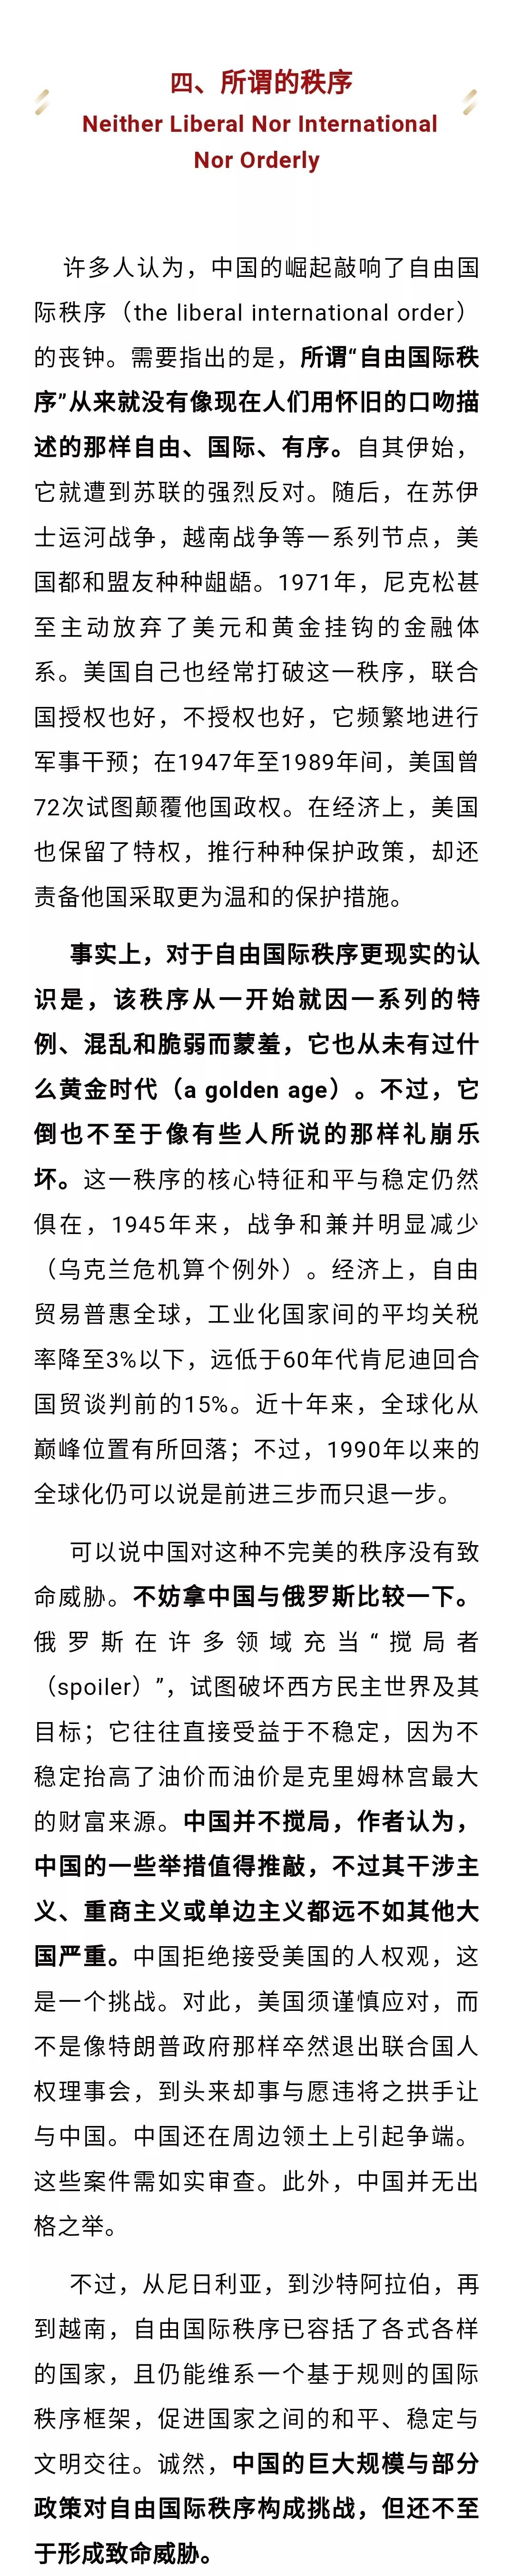 四、所谓的秩序
Neither Liberal Nor International
Nor Orderly
许多人认为，中国的崛起敲响了自由国
际秩序（the liberal international order）
的丧钟。需要指出的是，所谓“自由国际秩
序”从来就没有像现在人们用怀旧的口吻描
述的那样自由、国际、有序。自其伊始，
它就遭到苏联的强烈反对。随后，在苏伊
士运河战争，越南战争等一系列节点，美
国都和盟友种种龃龉。1971年，尼克松甚
至主动放弃了美元和黄金挂钩的金融体
系。美国自己也经常打破这一秩序，联合
国授权也好，不授权也好，它频繁地进行
军事干预；在1947年至1989年间，美国曾
72次试图颠覆他国政权。在经济上，美国
也保留了特权，推行种种保护政策，却还
责备他国采取更为温和的保护措施。
事实上，对于自由国际秩序更现实的认
识是，该秩序从一开始就因一系列的特
例、混乱和脆弱而蒙羞，它也从未有过什
么黄金时代（a golden age）。不过，它
倒也不至于像有些人所说的那样礼崩乐
坏。这一秩序的核心特征和平与稳定仍然
俱在，1945年来，战争和兼并明显减少
（乌克兰危机算个例外）。经济上，自由
贸易普惠全球，工业化国家间的平均关税
率降至3%以下，远低于60年代肯尼迪回合
国贸谈判前的15%。近十年来，全球化从
巅峰位置有所回落；不过，1990年以来的
全球化仍可以说是前进三步而只退一步。
可以说中国对这种不完美的秩序没有致
命威胁。不妨拿中国与俄罗斯比较一下。
俄罗斯在许多领域充当“搅局者
（spoiler）”，试图破坏西方民主世界及其
目标；它往往直接受益于不稳定，因为不
稳定抬高了油价而油价是克里姆林宫最大
的财富来源。中国并不搅局，作者认为，
中国的一些举措值得推敲，不过其干涉主
义、重商主义或单边主义都远不如其他大
国严重。中国拒绝接受美国的人权观，这
是一个挑战。对此，美国须谨慎应对，而
不是像特朗普政府那样卒然退出联合国人
权理事会，到头来却事与愿违将之拱手让
与中国。中国还在周边领土上引起争端。
这些案件需如实审查。此外，中国并无出
格之举。
不过，从尼日利亚，到沙特阿拉伯，再
到越南，自由国际秩序已容括了各式各样
的国家，且仍能维系一个基于规则的国际
秩序框架，促进国家之间的和平、稳定与
文明交往。诚然，中国的巨大规模与部分
政策对自由国际秩序构成挑战，但还不至
于形成致命威胁。